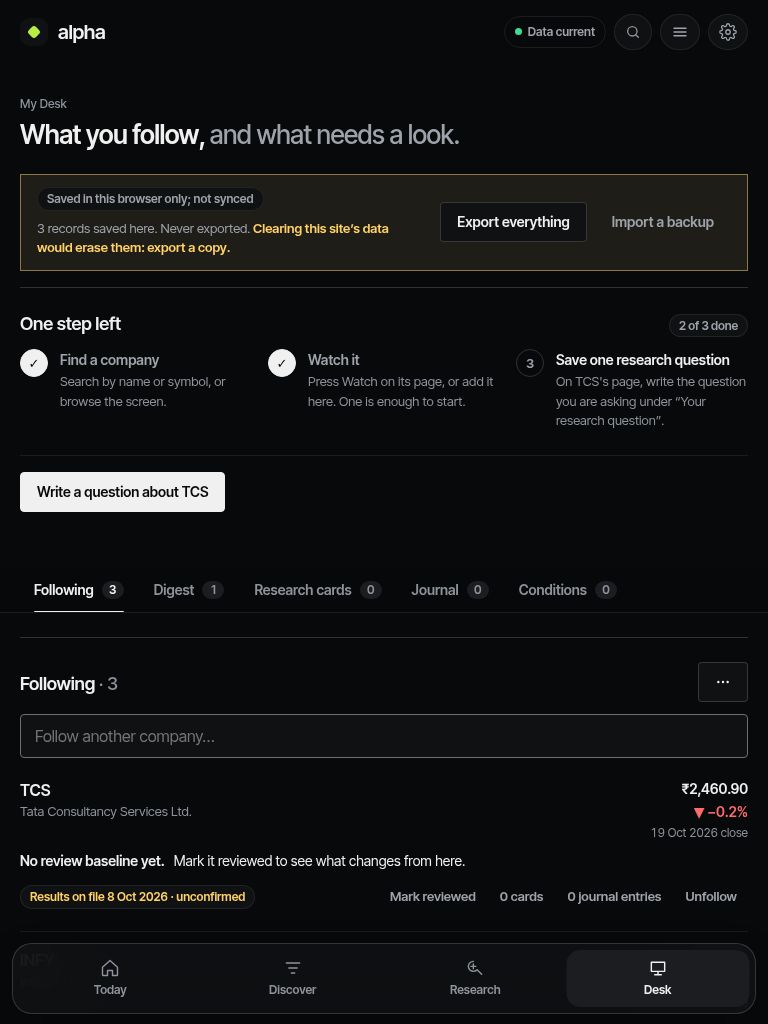 alpha
Data current
My Desk
What you follow, and what needs a look.
Saved in this browser only; not synced
3 records saved here. Never exported. Clearing this site's data
would erase them: export a copy.
Export everything
Import a backup
One step left
2 of 3 done
✓
Find a company
Search by name or symbol, or
browse the screen.
✓
Watch it
Press Watch on its page, or add it
here. One is enough to start.
3
Save one research question
On TCS's page, write the question
you are asking under “Your
research question”.
Write a question about TCS
Following 3
Digest 1
Research cards 0
Journal 0
Conditions 0
Following · 3
Follow another company…
TCS
Tata Consultancy Services Ltd.
₹2,460.90
▼ −0.2%
19 Oct 2026 close
No review baseline yet. Mark it reviewed to see what changes from here.
Results on file 8 Oct 2026 · unconfirmed
Mark reviewed
0 cards
0 journal entries
Unfollow
INFY
Today
Discover
Research
Desk